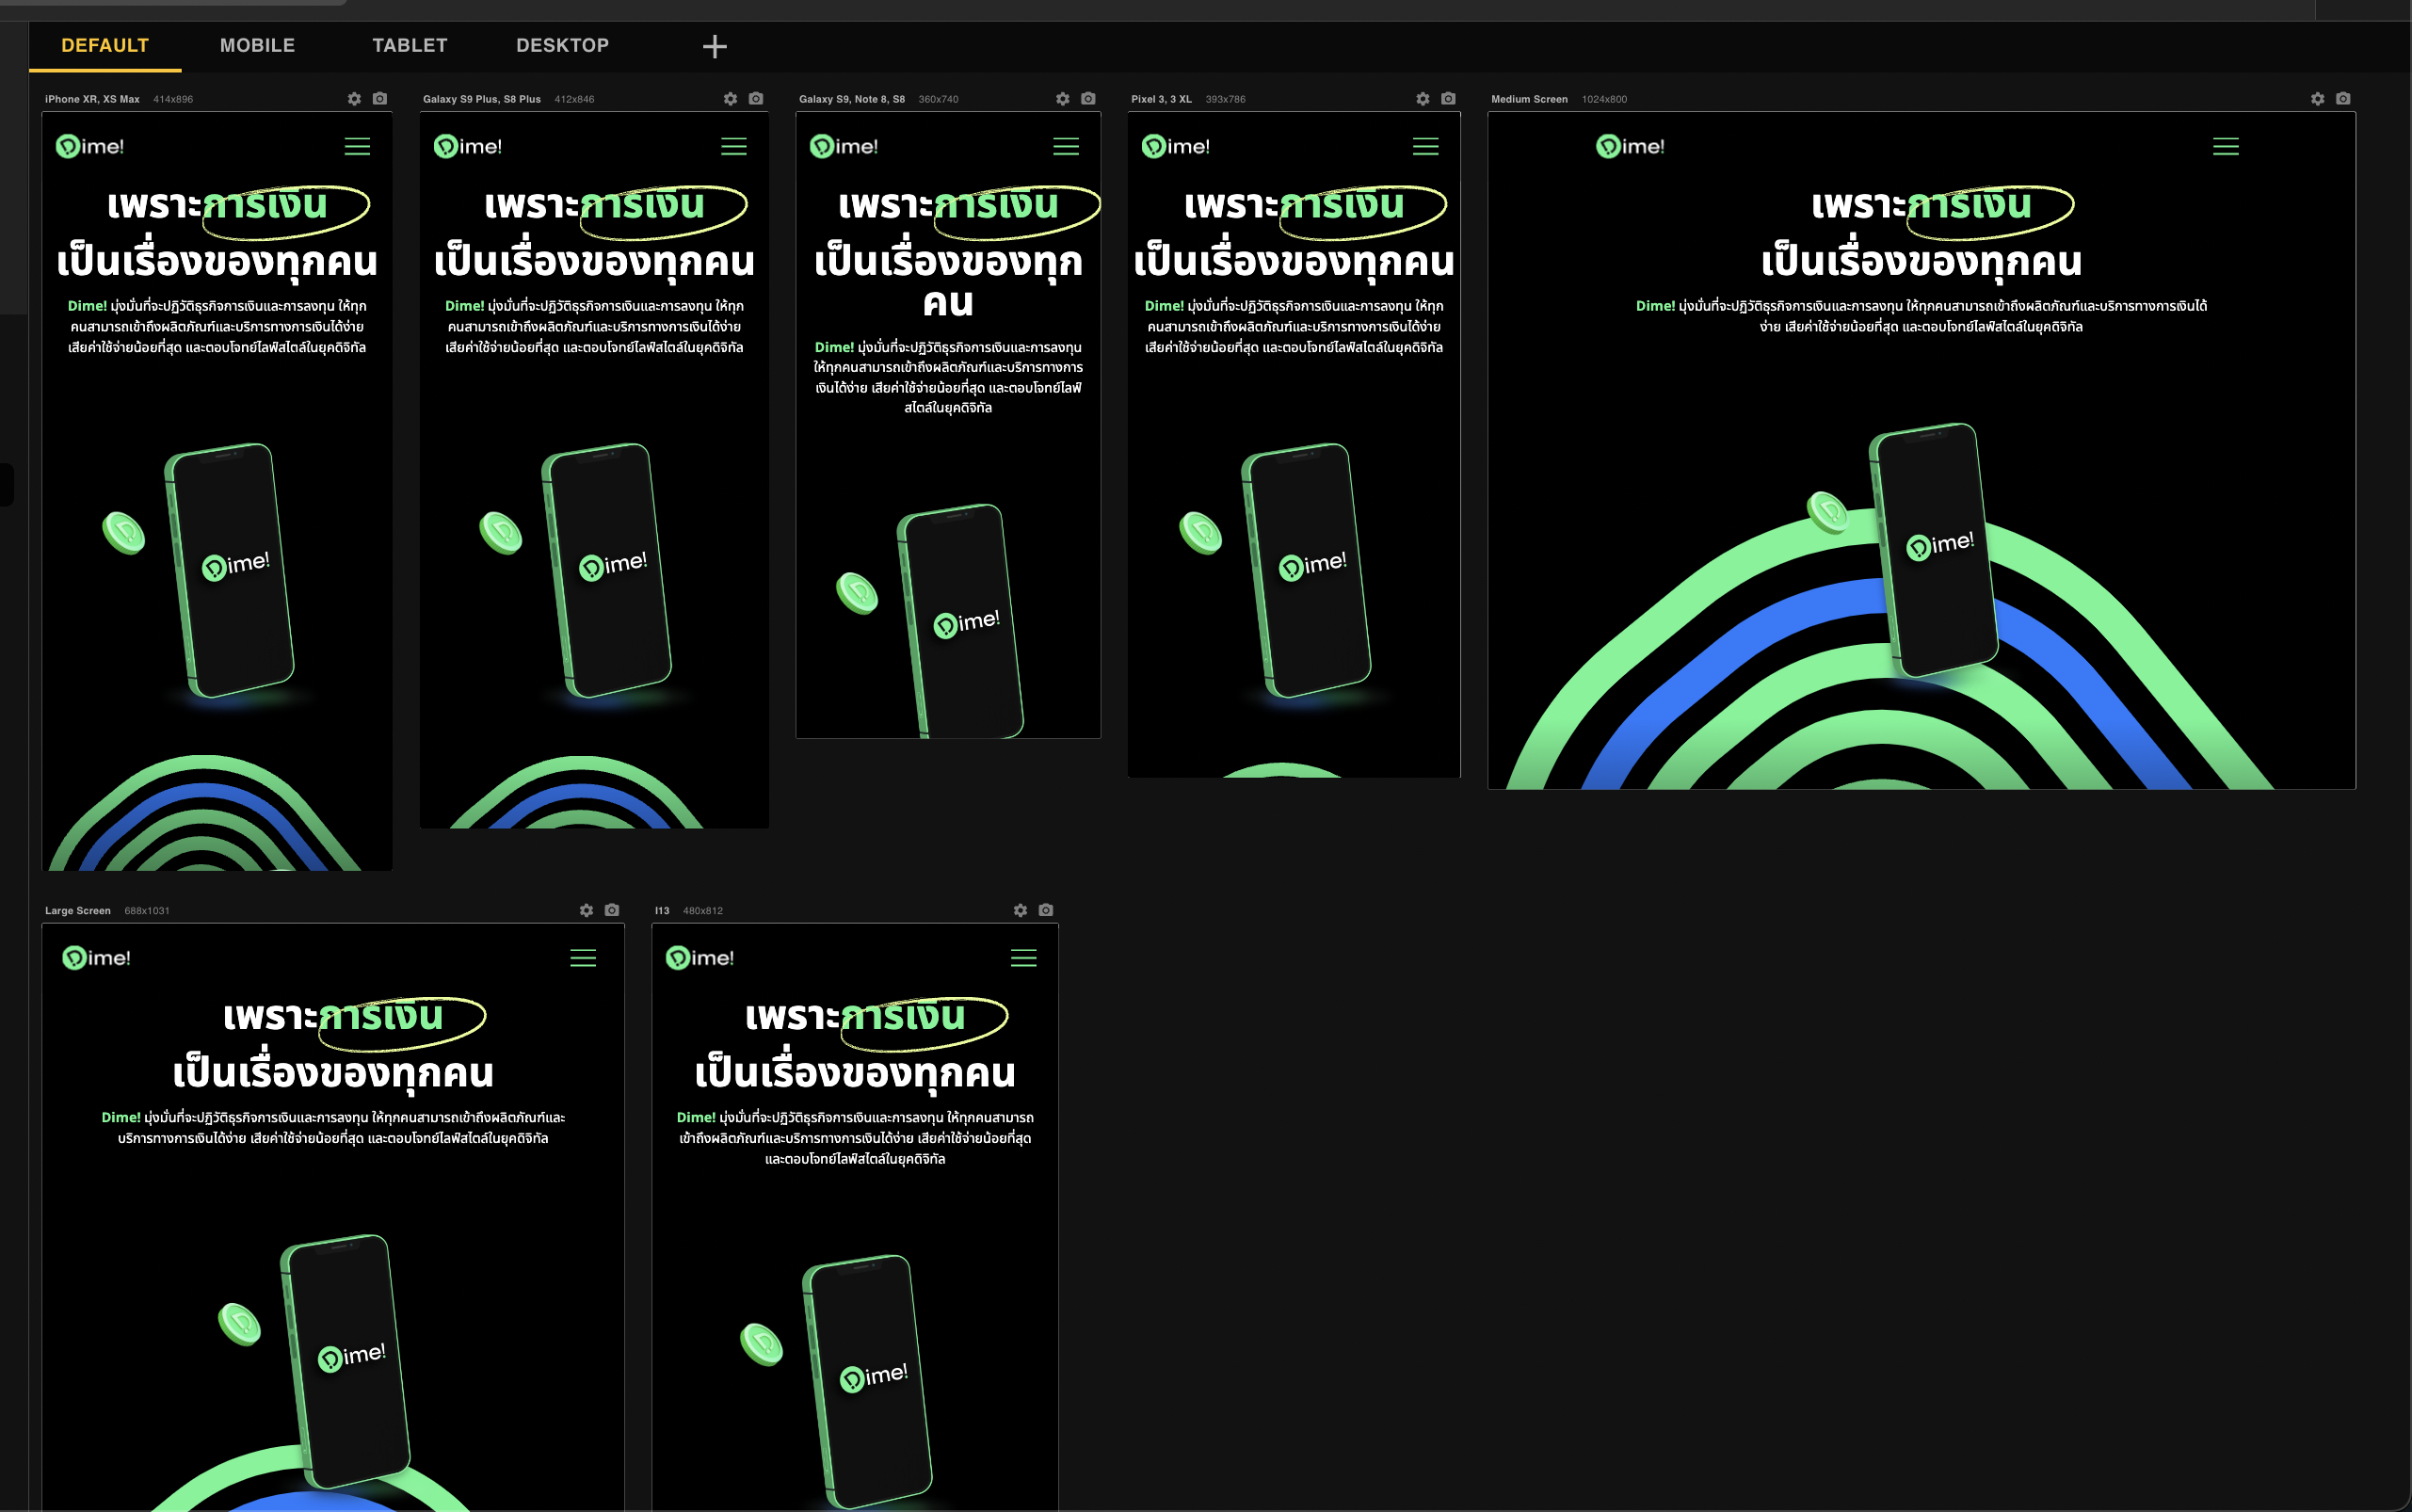 DEFAULT MOBILE TABLET DESKTOP
iPhone XR, XS Max 414x896
Dime!
เพราะการเงิน
เป็นเรื่องของทุกคน
Dime! มุ่งมั่นที่จะปฏิวัติธุรกิจการเงินและการลงทุน ให้ทุก
คนสามารถเข้าถึงผลิตภัณฑ์และบริการทางการเงินได้ง่าย
เสียค่าใช้จ่ายน้อยที่สุด และตอบโจทย์ไลฟ์สไตล์ในยุคดิจิทัล
Dime!
Galaxy S9 Plus, S8 Plus 412x846
Dime!
เพราะการเงิน
เป็นเรื่องของทุกคน
Dime! มุ่งมั่นที่จะปฏิวัติธุรกิจการเงินและการลงทุน ให้ทุก
คนสามารถเข้าถึงผลิตภัณฑ์และบริการทางการเงินได้ง่าย
เสียค่าใช้จ่ายน้อยที่สุด และตอบโจทย์ไลฟ์สไตล์ในยุคดิจิทัล
Dime!
Galaxy S9, Note 8, S8 360x740
Dime!
เพราะการเงิน
เป็นเรื่องของทุก
คน
Dime! มุ่งมั่นที่จะปฏิวัติธุรกิจการเงินและการลงทุน
ให้ทุกคนสามารถเข้าถึงผลิตภัณฑ์และบริการทางการ
เงินได้ง่าย เสียค่าใช้จ่ายน้อยที่สุด และตอบโจทย์ไลฟ์
สไตล์ในยุคดิจิทัล
Dime!
Pixel 3, 3 XL 393x786
Dime!
เพราะการเงิน
เป็นเรื่องของทุกคน
Dime! มุ่งมั่นที่จะปฏิวัติธุรกิจการเงินและการลงทุน ให้ทุก
คนสามารถเข้าถึงผลิตภัณฑ์และบริการทางการเงินได้ง่าย
เสียค่าใช้จ่ายน้อยที่สุด และตอบโจทย์ไลฟ์สไตล์ในยุคดิจิทัล
Dime!
Medium Screen 1024x800
Dime!
เพราะการเงิน
เป็นเรื่องของทุกคน
Dime! มุ่งมั่นที่จะปฏิวัติธุรกิจการเงินและการลงทุน ให้ทุกคนสามารถเข้าถึงผลิตภัณฑ์และบริการทางการเงินได้
ง่าย เสียค่าใช้จ่ายน้อยที่สุด และตอบโจทย์ไลฟ์สไตล์ในยุคดิจิทัล
Dime!
Large Screen 688x1031
Dime!
เพราะการเงิน
เป็นเรื่องของทุกคน
Dime! มุ่งมั่นที่จะปฏิวัติธุรกิจการเงินและการลงทุน ให้ทุกคนสามารถเข้าถึงผลิตภัณฑ์และ
บริการทางการเงินได้ง่าย เสียค่าใช้จ่ายน้อยที่สุด และตอบโจทย์ไลฟ์สไตล์ในยุคดิจิทัล
Dime!
I13 480x812
Dime!
เพราะการเงิน
เป็นเรื่องของทุกคน
Dime! มุ่งมั่นที่จะปฏิวัติธุรกิจการเงินและการลงทุน ให้ทุกคนสามารถ
เข้าถึงผลิตภัณฑ์และบริการทางการเงินได้ง่าย เสียค่าใช้จ่ายน้อยที่สุด
และตอบโจทย์ไลฟ์สไตล์ในยุคดิจิทัล
Dime!